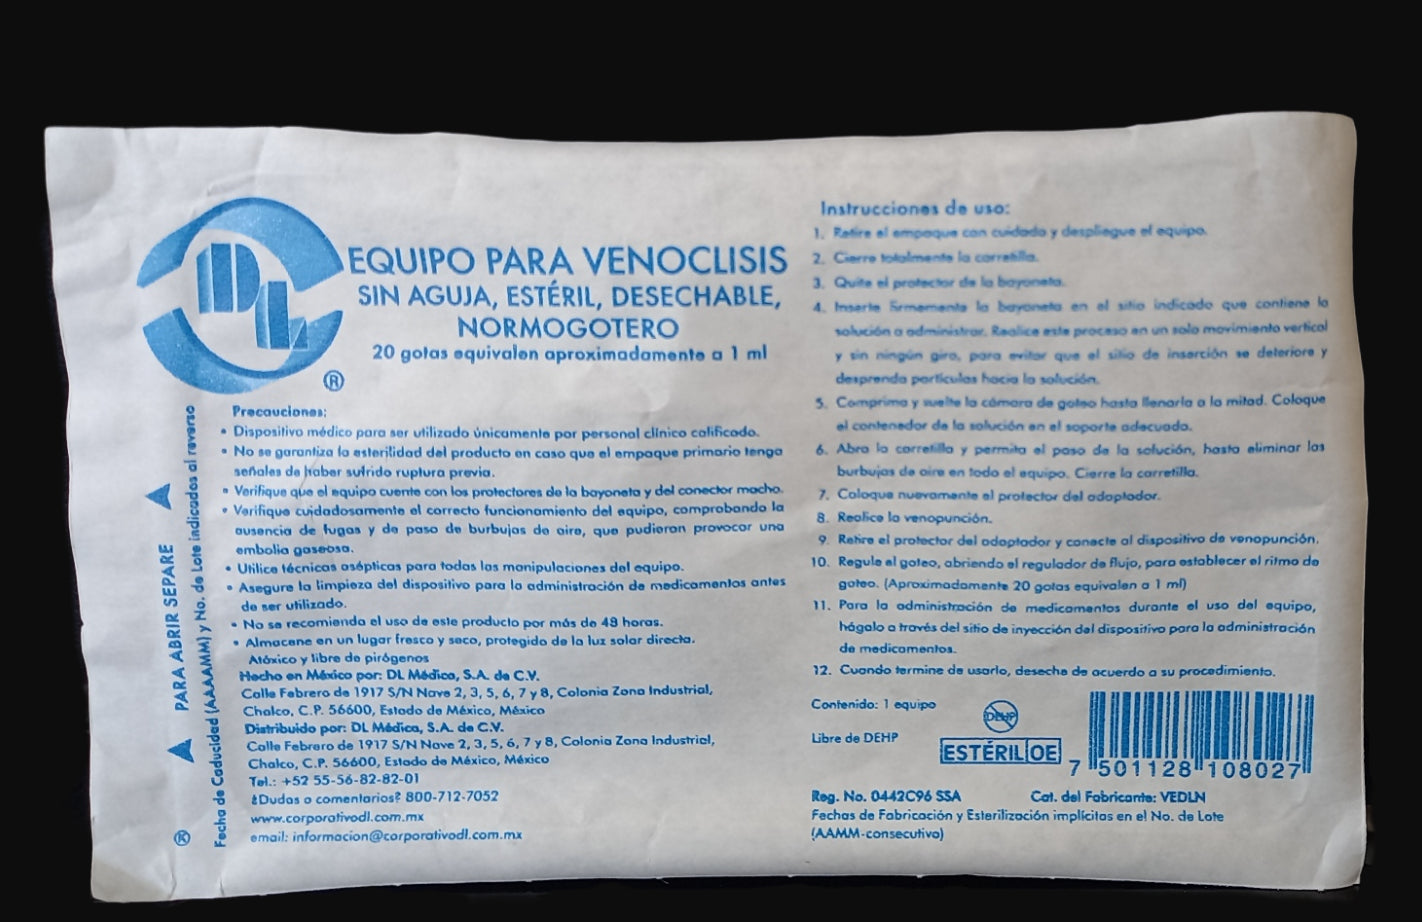 DL
®
EQUIPO PARA VENOCLISIS
SIN AGUJA, ESTÉRIL, DESECHABLE,
NORMOGOTERO
20 gotas equivalen aproximadamente a 1 ml
Precauciones:
• Dispositivo médico para ser utilizado únicamente por personal clínico calificado.
• No se garantiza la esterilidad del producto en caso que el empaque primario tenga
señales de haber sufrido ruptura previa.
• Verifique que el equipo cuente con los protectores de la bayoneta y del conector macho.
• Verifique cuidadosamente el correcto funcionamiento del equipo, comprobando la
ausencia de fugas y de paso de burbujas de aire, que pudieran provocar una
embolia gaseosa.
• Utilice técnicas asépticas para todas las manipulaciones del equipo.
• Asegure la limpieza del dispositivo para la administración de medicamentos antes
de ser utilizado.
• No se recomienda el uso de este producto por más de 48 horas.
• Almacene en un lugar fresco y seco, protegido de la luz solar directa.
Atóxico y libre de pirógenos
Hecho en México por: DL Médica, S.A. de C.V.
Calle Febrero de 1917 S/N Nave 2, 3, 5, 6, 7 y 8, Colonia Zona Industrial,
Chalco, C.P. 56600, Estado de México, México
Distribuido por: DL Médica, S.A. de C.V.
Calle Febrero de 1917 S/N Nave 2, 3, 5, 6, 7 y 8, Colonia Zona Industrial,
Chalco, C.P. 56600, Estado de México, México
Tel.: +52 55-56-82-82-01
¿Dudas o comentarios? 800-712-7052
www.corporativodl.com.mx
email: informacion@corporativodl.com.mx
PARA ABRIR SEPARE
Fecha de Caducidad (AAAAMM) y No. de Lote indicados al reverso
®
Instrucciones de uso:
1. Retire el empaque con cuidado y despliegue el equipo.
2. Cierre totalmente la carretilla.
3. Quite el protector de la bayoneta.
4. Inserte firmemente la bayoneta en el sitio indicado que contiene la
solución a administrar. Realice este proceso en un solo movimiento vertical
y sin ningún giro, para evitar que el sitio de inserción se deteriore y
desprenda partículas hacia la solución.
5. Comprima y suelte la cámara de goteo hasta llenarla a la mitad. Coloque
el contenedor de la solución en el soporte adecuado.
6. Abra la carretilla y permita el paso de la solución, hasta eliminar las
burbujas de aire en todo el equipo. Cierre la carretilla.
7. Coloque nuevamente el protector del adaptador.
8. Realice la venopunción.
9. Retire el protector del adaptador y conecte al dispositivo de venopunción.
10. Regule el goteo, abriendo el regulador de flujo, para establecer el ritmo de
goteo. (Aproximadamente 20 gotas equivalen a 1 ml)
11. Para la administración de medicamentos durante el uso del equipo,
hágalo a través del sitio de inyección del dispositivo para la administración
de medicamentos.
12. Cuando termine de usarlo, deseche de acuerdo a su procedimiento.
Contenido: 1 equipo
DEHP
Libre de DEHP
ESTÉRIL OE
7 501128 108027
Reg. No. 0442C96 SSA
Cat. del Fabricante: VEDLN
Fechas de Fabricación y Esterilización implícitas en el No. de Lote
(AAMM-consecutivo)